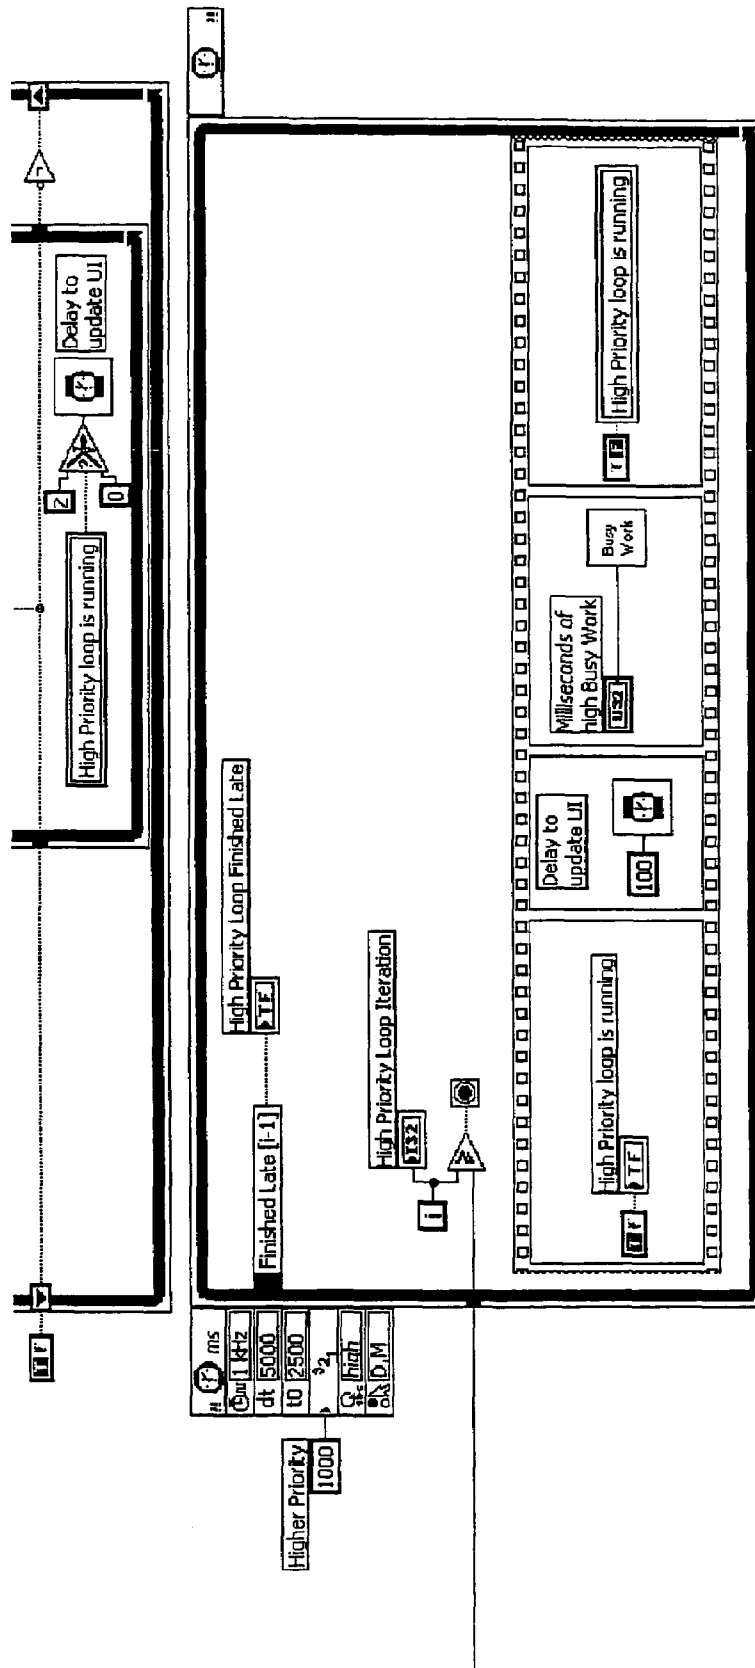 High Priority loop is running
2
0
Delay to
update UI
Higher Priority
1000
ms
1 kHz
dt 5000
t0 2500
high
D,M
Finished Late [i-1]
High Priority Loop Finished Late
TF
i
High Priority Loop Iteration
I32
High Priority loop is running
TF
Delay to
update UI
100
Milliseconds of
high Busy Work
U32
Busy
Work
High Priority loop is running